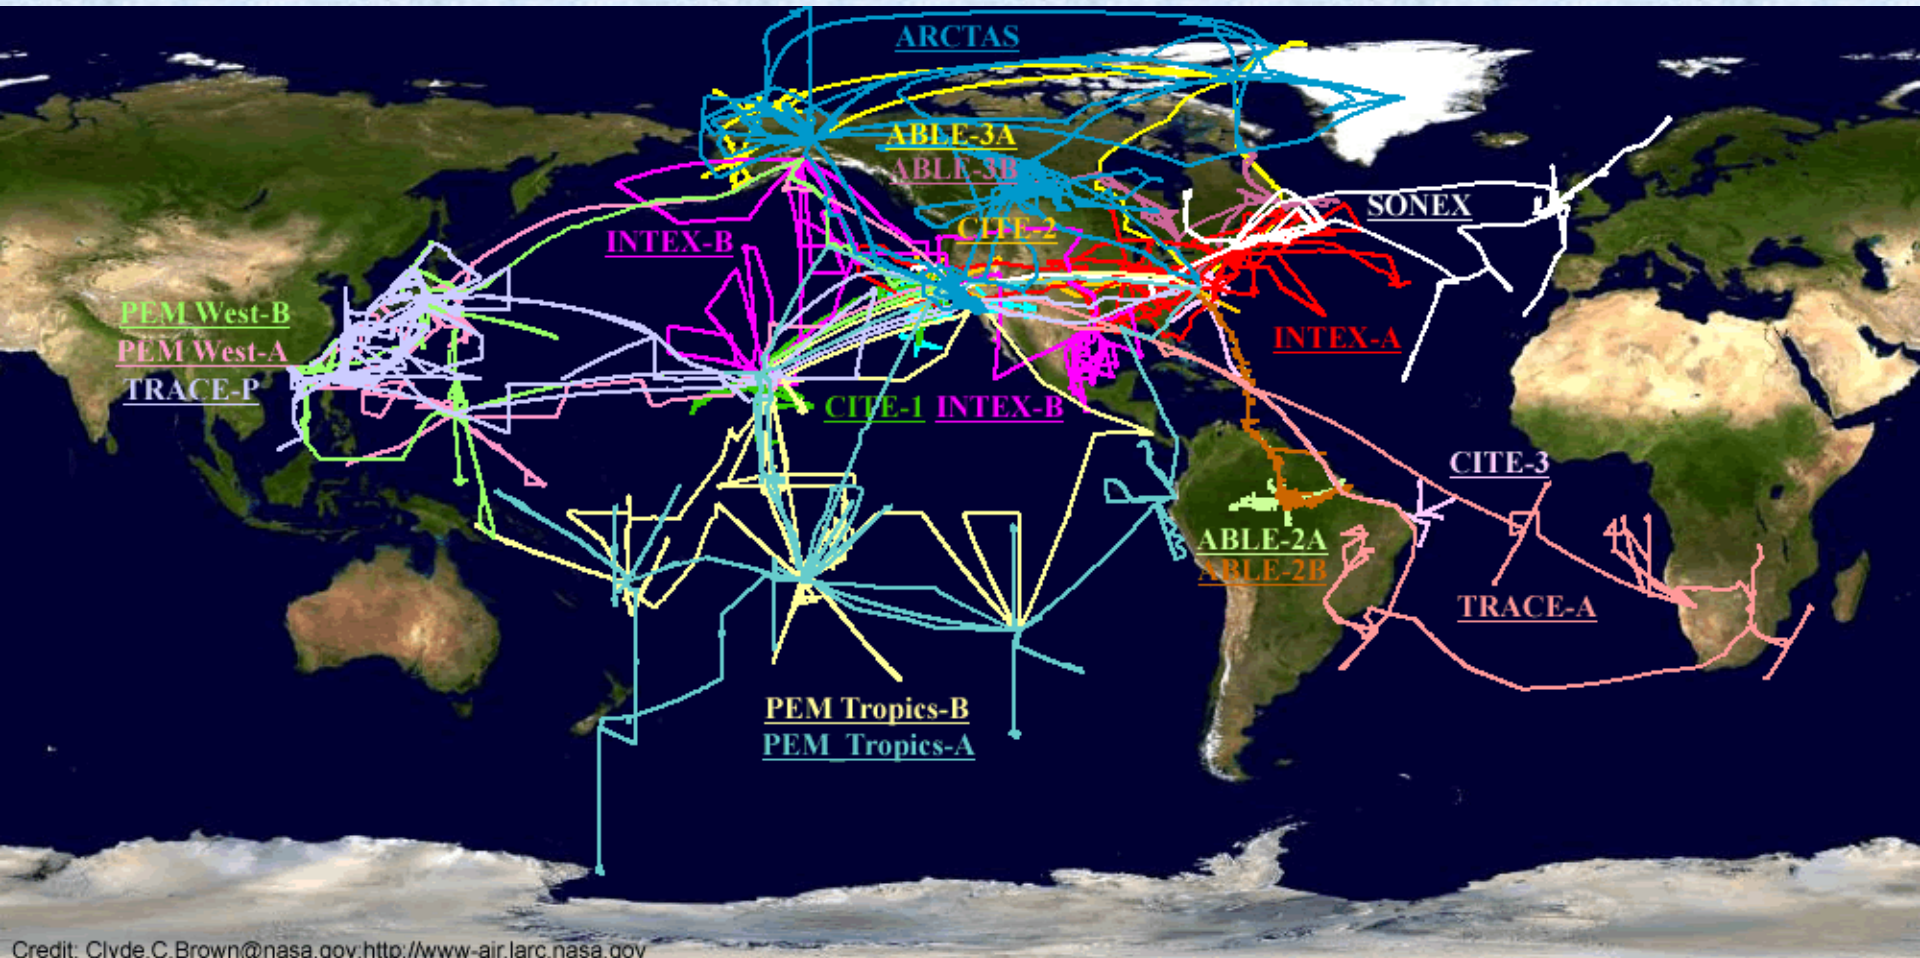 ARCTAS
ABLE-3A
ABLE-3B
SONEX
CITE-2
INTEX-B
PEM West-B
PEM West-A
TRACE-P
INTEX-A
CITE-1 INTEX-B
CITE-3
ABLE-2A
ABLE-2B
TRACE-A
PEM Tropics-B
PEM_Tropics-A
Credit: Clyde.C.Brown@nasa.gov;http://www-air.larc.nasa.gov